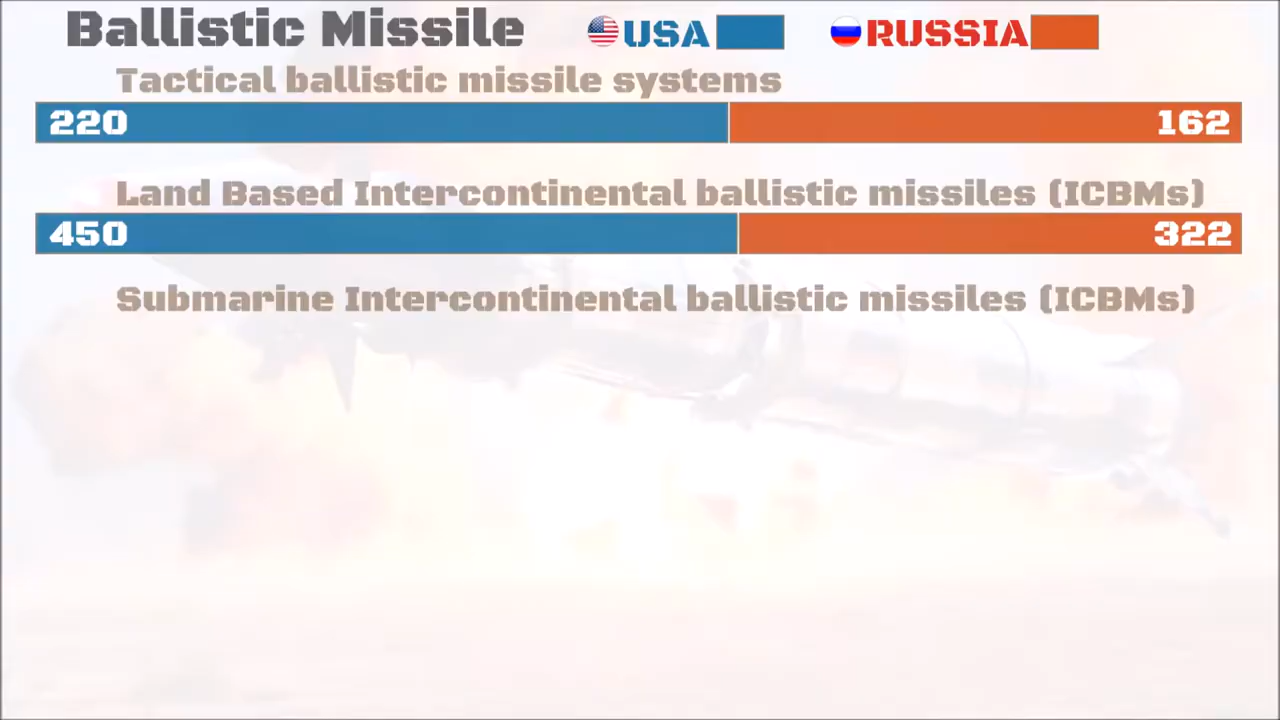 Ballistic Missile USA RUSSIA
Tactical ballistic missile systems
220 162
Land Based Intercontinental ballistic missiles (ICBMs)
450 322
Submarine Intercontinental ballistic missiles (ICBMs)